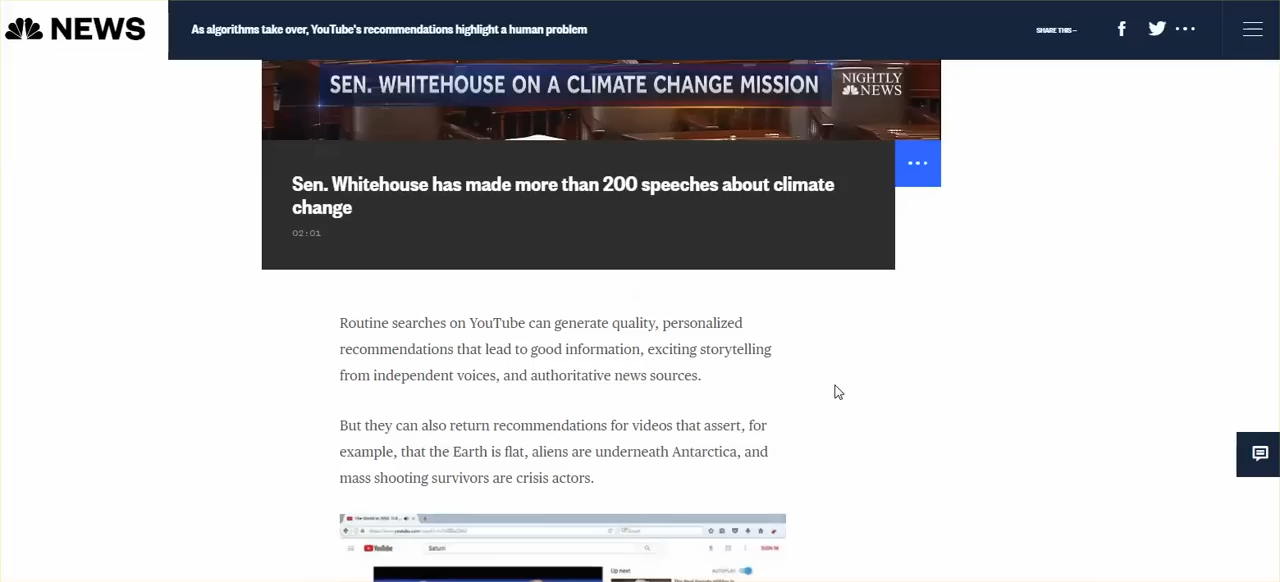 NEWS
As algorithms take over, YouTube's recommendations highlight a human problem
SHARE THIS—
SEN. WHITEHOUSE ON A CLIMATE CHANGE MISSION
NIGHTLY
NEWS
Sen. Whitehouse has made more than 200 speeches about climate
change
02:01
Routine searches on YouTube can generate quality, personalized
recommendations that lead to good information, exciting storytelling
from independent voices, and authoritative news sources.
But they can also return recommendations for videos that assert, for
example, that the Earth is flat, aliens are underneath Antarctica, and
mass shooting survivors are crisis actors.
YouTube
Saturn
SIGN IN
Up next
AUTOPLAY